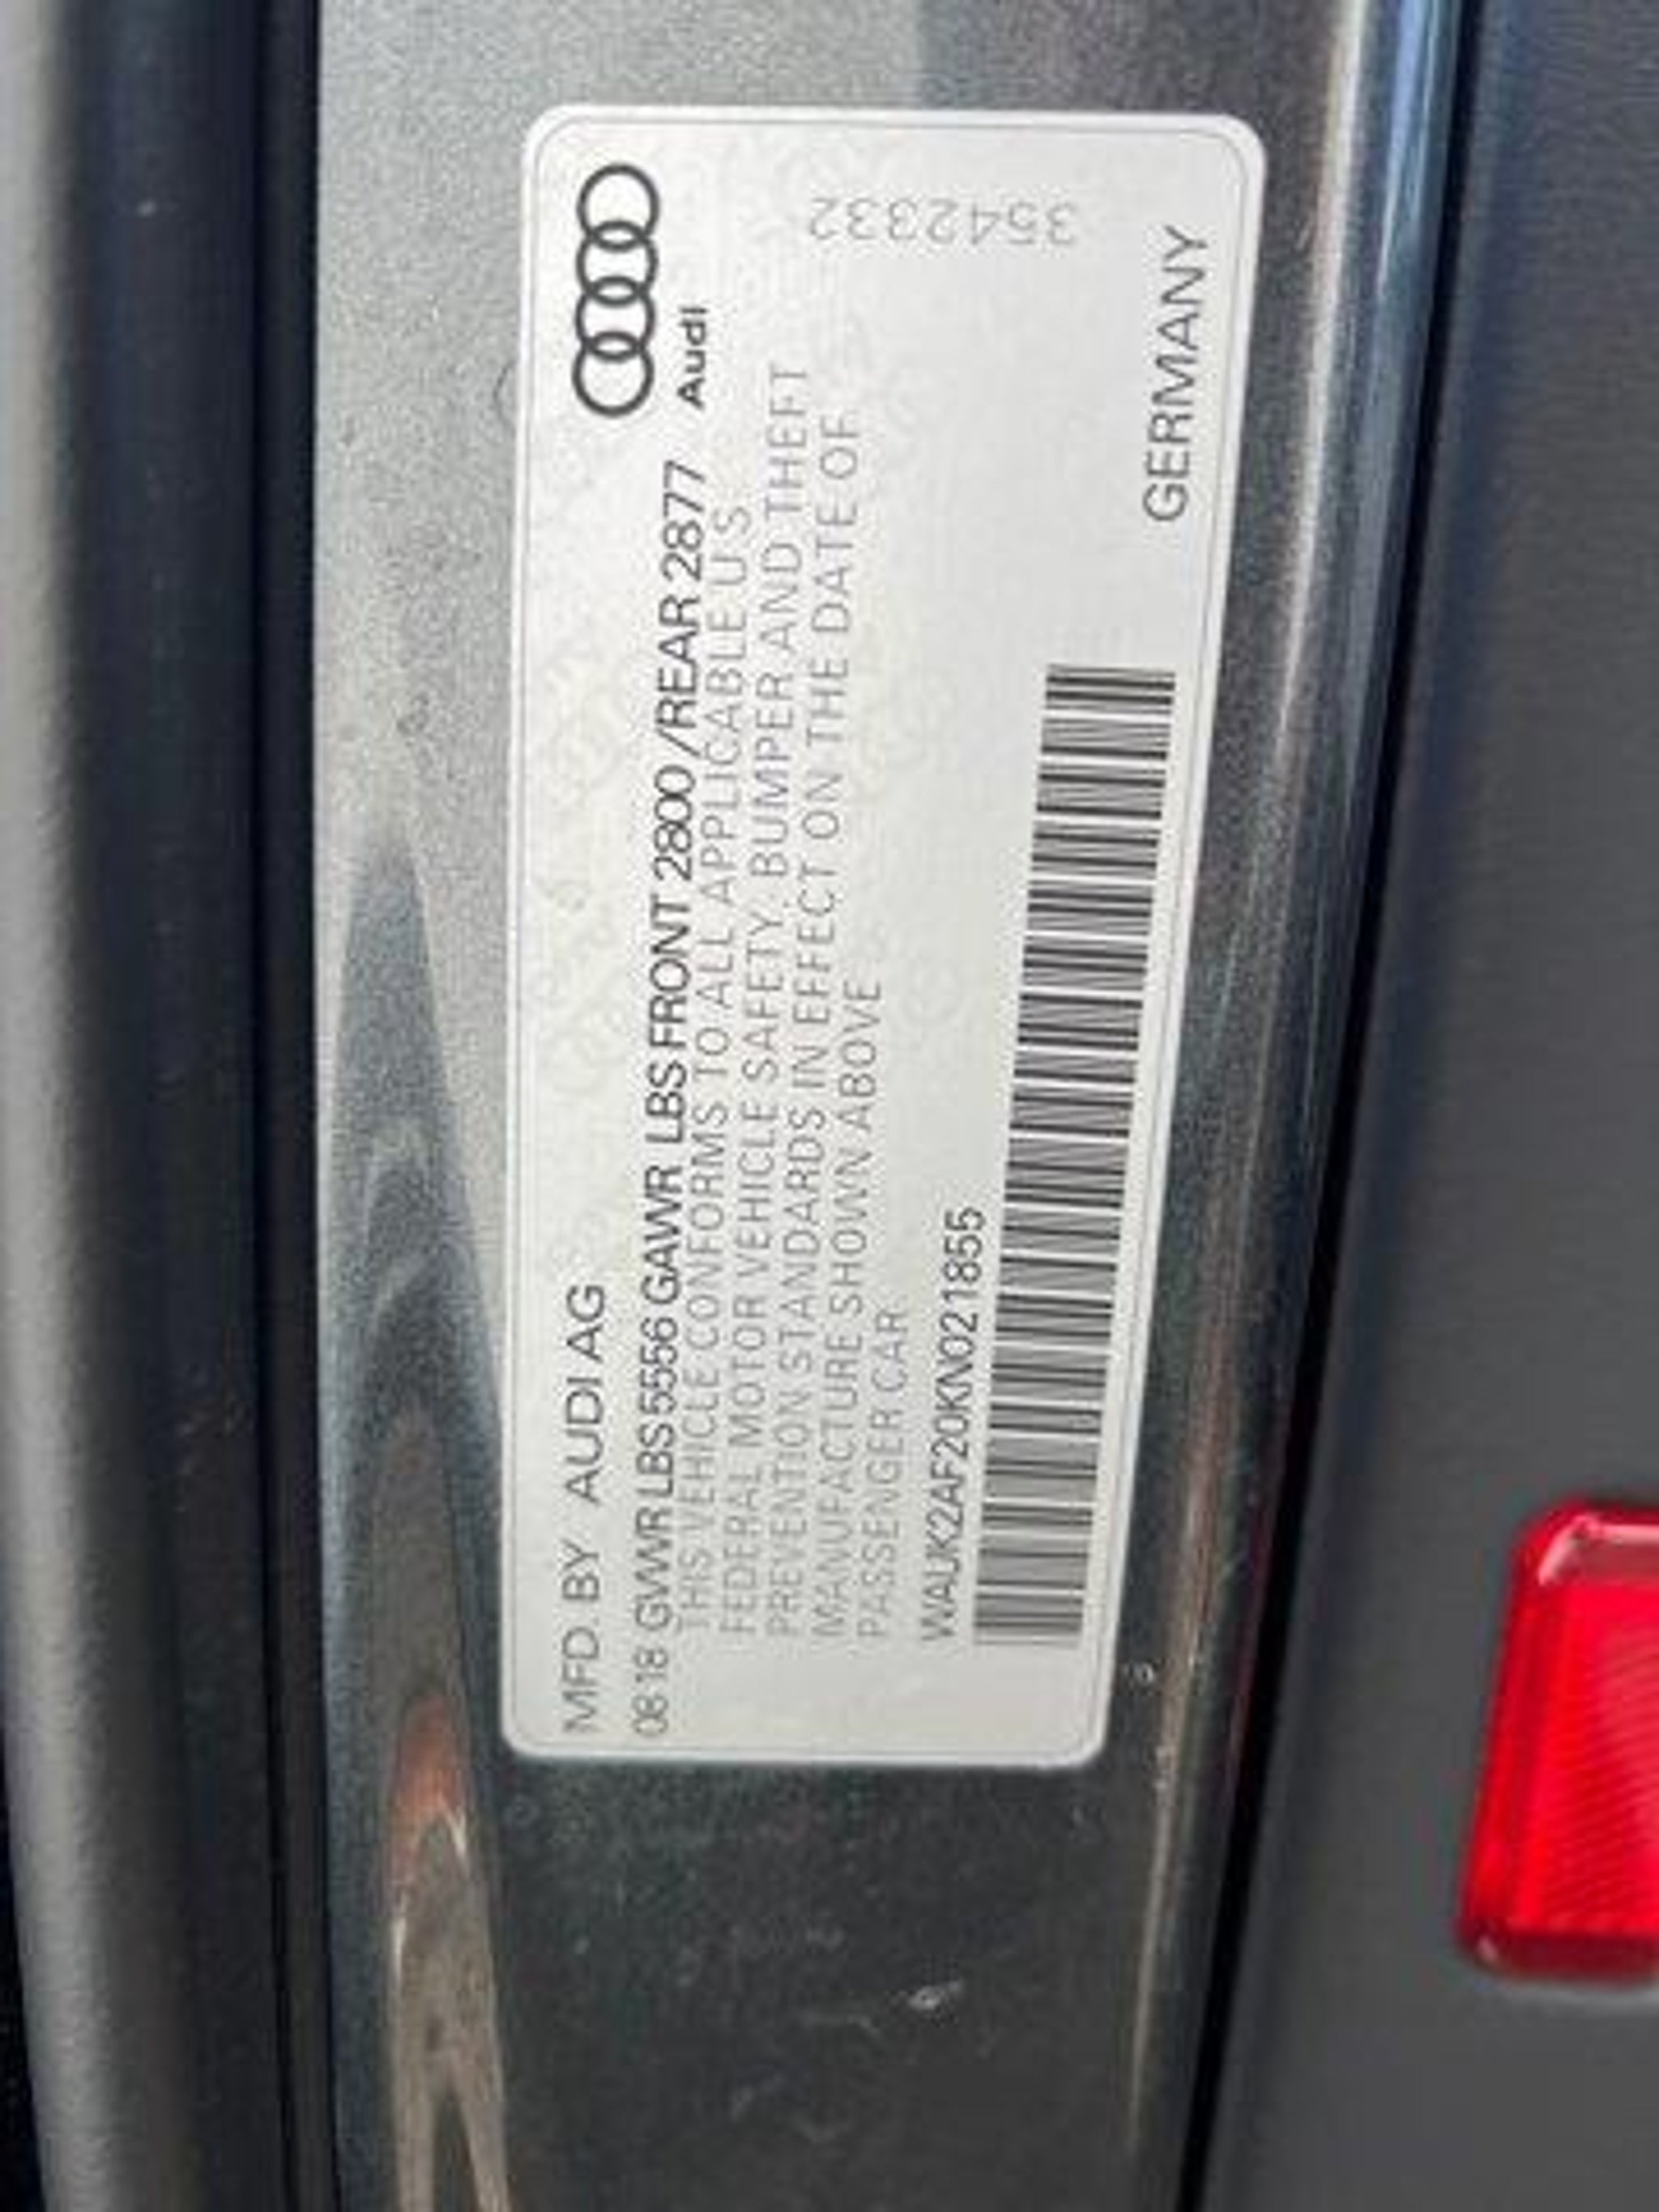 MFD BY AUDI AG
08.18 GVWR LBS 5556 GAWR LBS FRONT 2800 /REAR 2877
Audi
THIS VEHICLE CONFORMS TO ALL APPLICABLE US
FEDERAL MOTOR VEHICLE SAFETY, BUMPER AND THEFT
PREVENTION STANDARDS IN EFFECT ON THE DATE OF
MANUFACTURE SHOWN ABOVE
PASSENGER CAR
3542332
WAUK2AF20KN021855
GERMANY